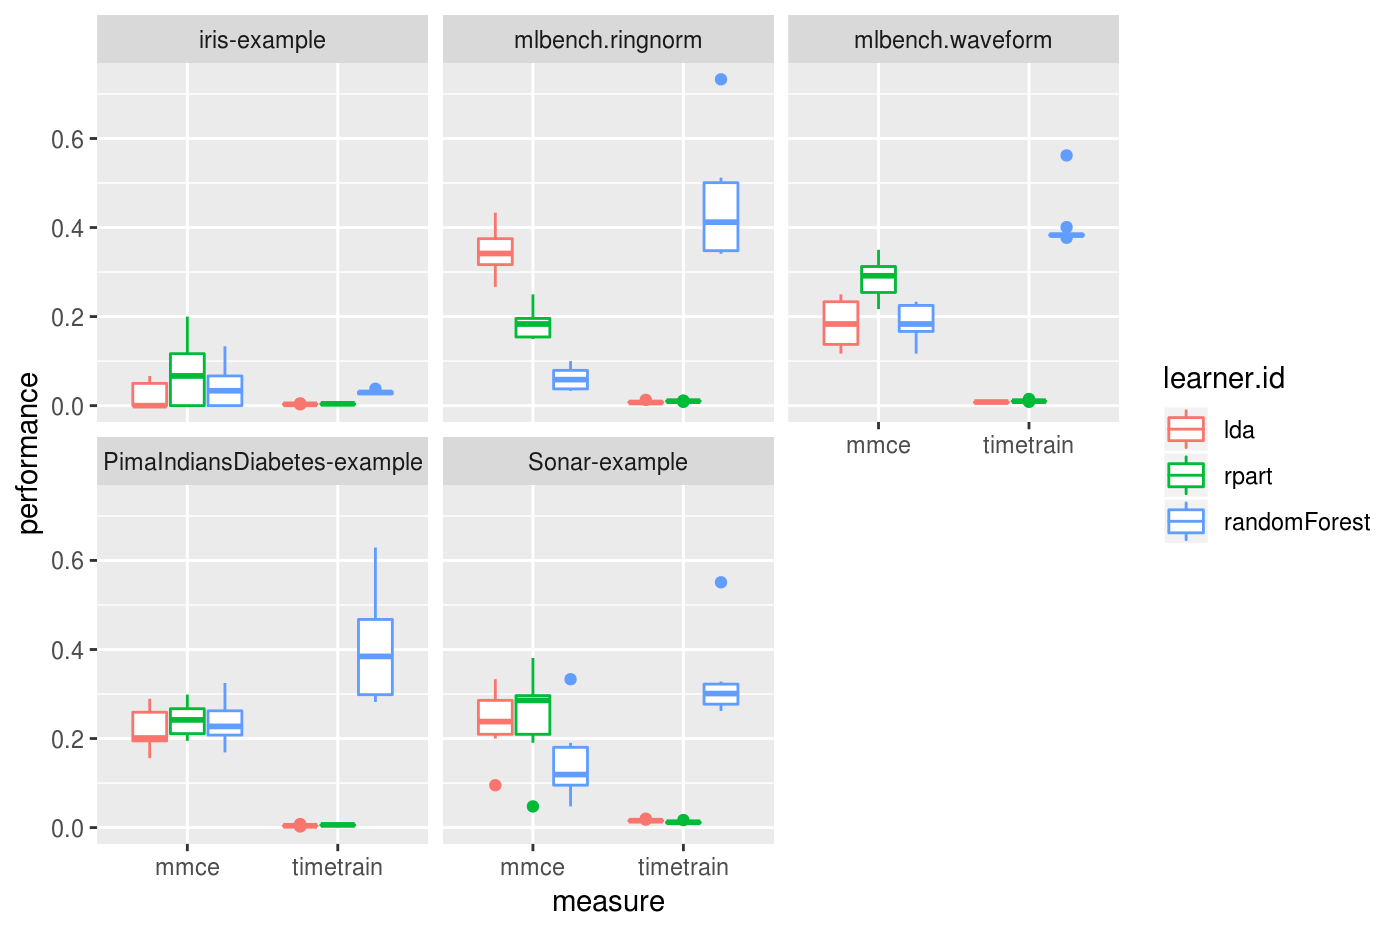 iris-example
mlbench.ringnorm
mlbench.waveform
0.6
0.4
0.2
0.0
mmce
timetrain
PimaIndiansDiabetes-example
Sonar-example
0.6
0.4
0.2
0.0
mmce
timetrain
mmce
timetrain
measure
performance
learner.id
lda
rpart
randomForest